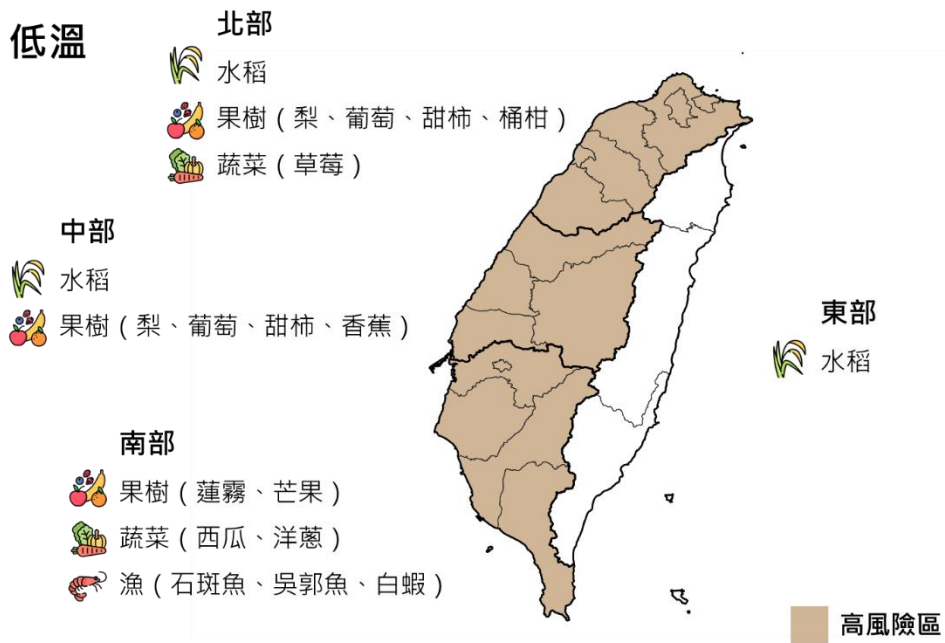 低溫
北部
水稻
果樹（梨、葡萄、甜柿、桶柑）
蔬菜（草莓）
中部
水稻
果樹（梨、葡萄、甜柿、香蕉）
東部
水稻
南部
果樹（蓮霧、芒果）
蔬菜（西瓜、洋蔥）
漁（石斑魚、吳郭魚、白蝦）
高風險區